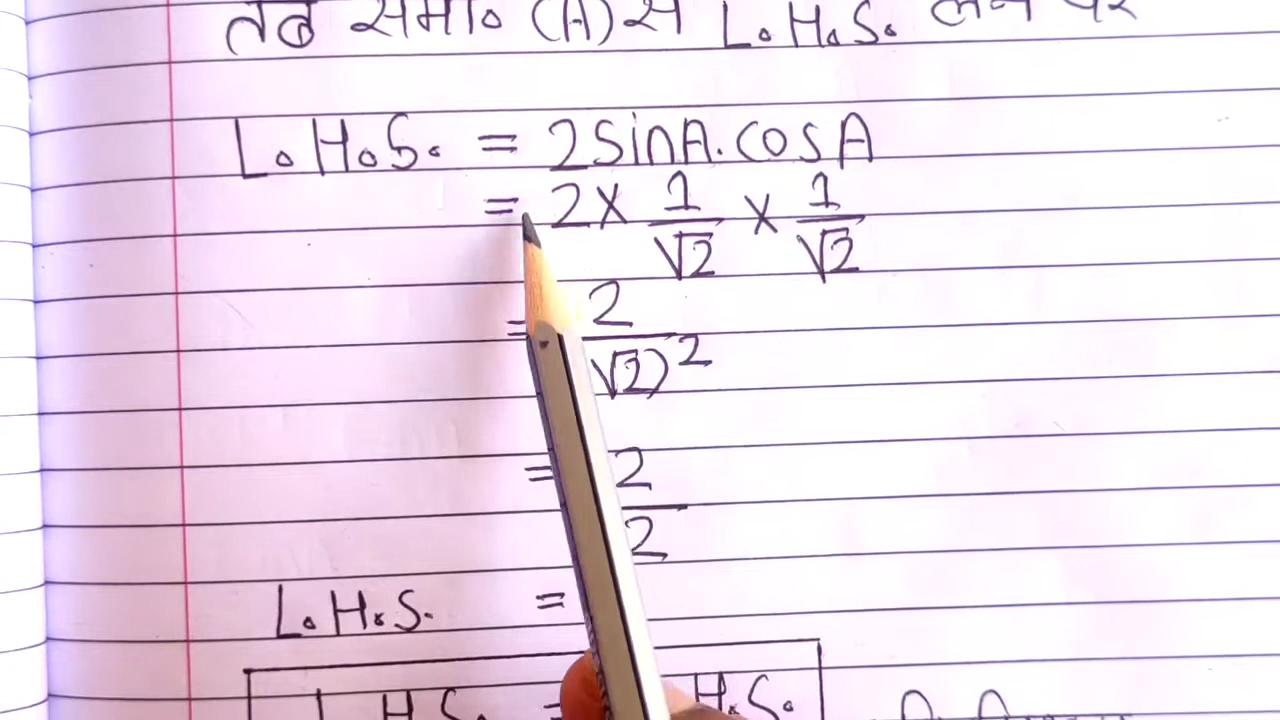 तब समी० (A) से L.H.S. लेने पर
L.H.S. = 2sinA.cosA
= 2 × 1/√2 × 1/√2
= 2/√2)²
= 2/2
L.H.S. =
L.H.S. = H.S.